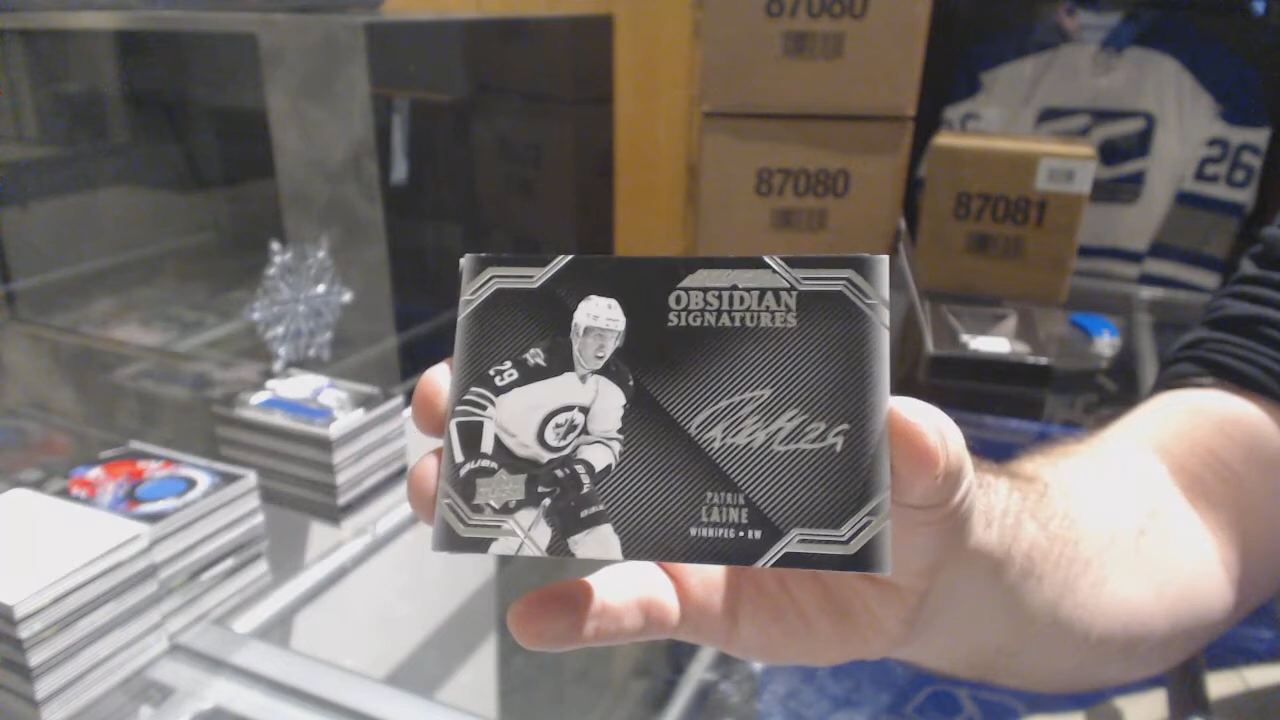 87080
87080
87081
26
OBSIDIAN
SIGNATURES
29
PATRIK
LAINE
WINNIPEG • RW